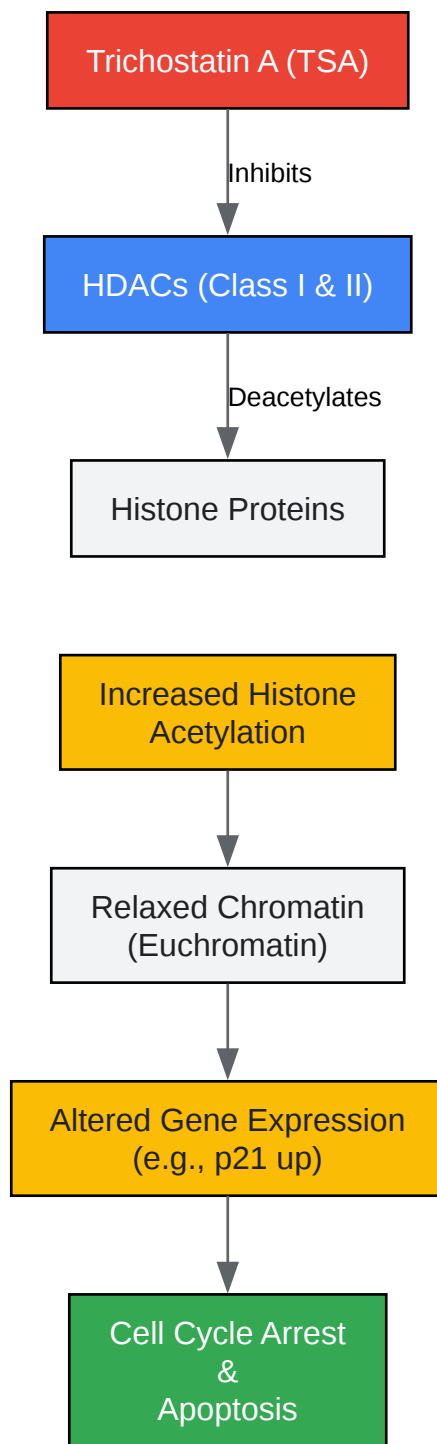 Trichostatin A (TSA)
Inhibits
HDACs (Class I & II)
Deacetylates
Histone Proteins
Increased Histone
Acetylation
Relaxed Chromatin
(Euchromatin)
Altered Gene Expression
(e.g., p21 up)
Cell Cycle Arrest
&
Apoptosis